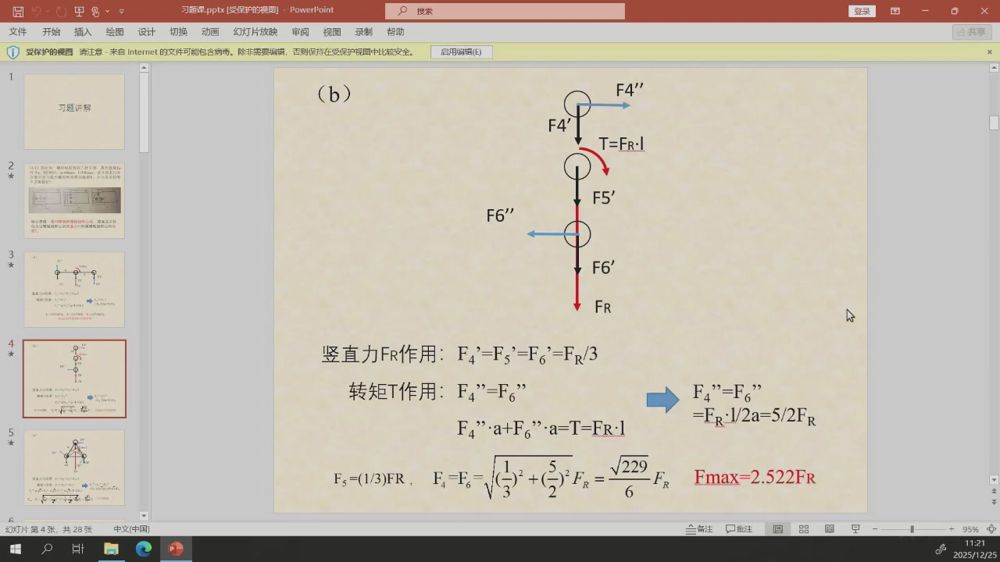 习题课.pptx [受保护的视图] - PowerPoint
搜索
登录
文件 开始 插入 绘图 设计 切换 动画 幻灯片放映 审阅 视图 录制 帮助
共享
受保护的视图 请注意 - 来自 Internet 的文件可能包含病毒。除非需要编辑，否则保持在受保护视图中比较安全。 启用编辑(E)
1
习题讲解
2
3
4
5
6
（b）
F4’’
F4’
T=FR·l
F5’
F6’’
F6’
FR
竖直力FR作用： F4’=F5’=F6’=FR/3
转矩T作用： F4’’=F6’’
F4’’·a+F6’’·a=T=FR·l
F4’’=F6’’
=FR·l/2a=5/2FR
F5 =(1/3)FR ， F4=F6=√((1/3)²+(5/2)²) FR = √229/6 FR
Fmax=2.522FR
幻灯片 第 4 张，共 28 张 中文(中国) 备注 批注 95%
11:21
2025/12/25